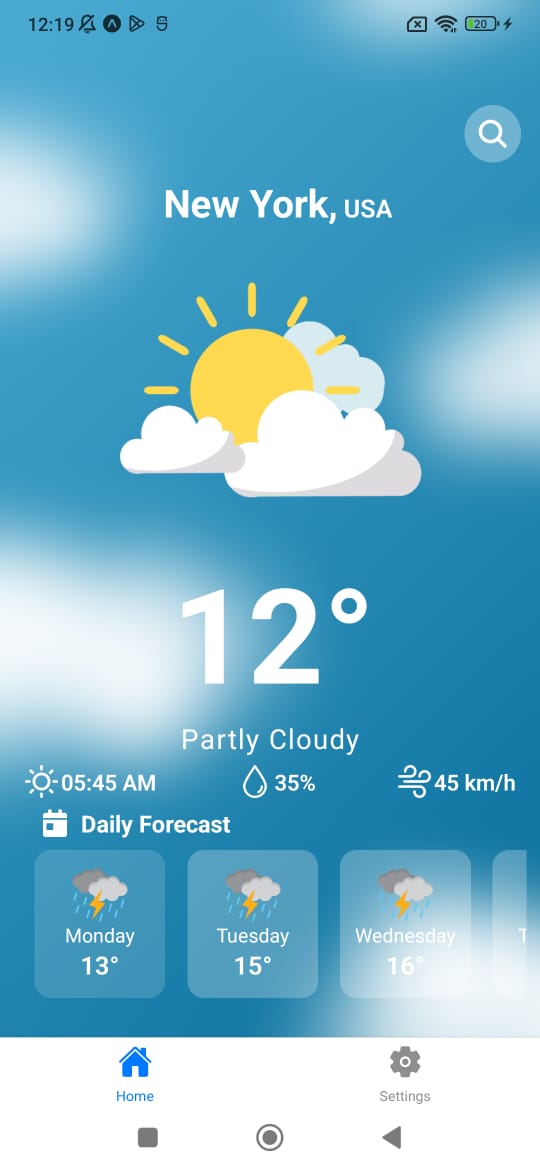 12:19
20
New York, USA
12°
Partly Cloudy
05:45 AM 35% 45 km/h
Daily Forecast
Monday Tuesday Wednesday T
13° 15° 16°
Home Settings